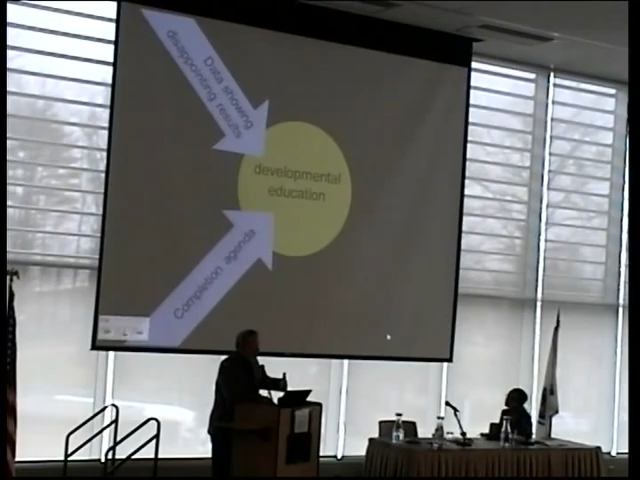 Data showing
disappointing results
developmental
education
Completion agenda